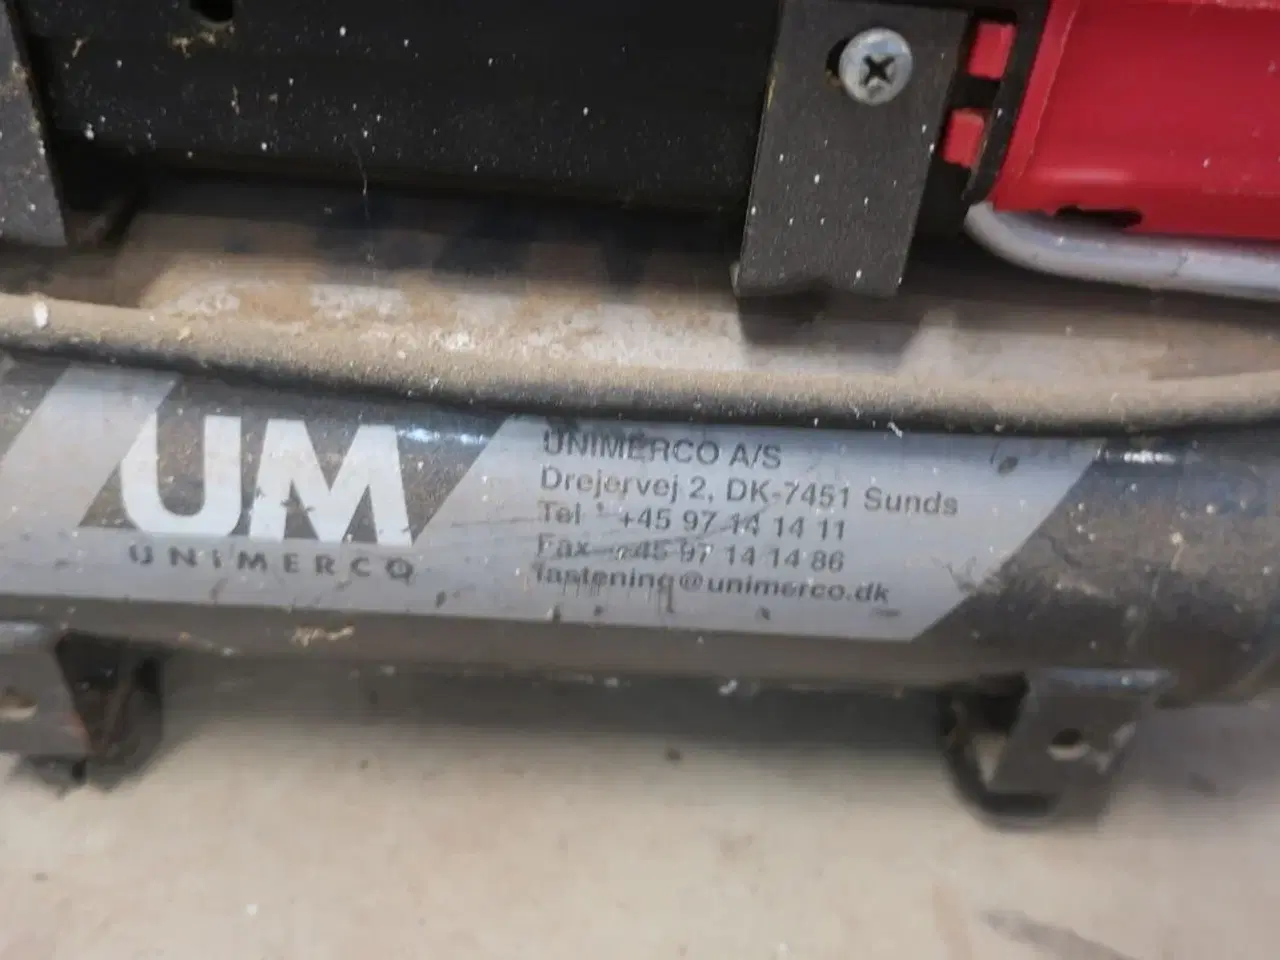 UM
UNIMERCO
UNIMERCO A/S
Drejervej 2, DK-7451 Sunds
Tel +45 97 14 14 11
Fax +45 97 14 14 86
fastening@unimerco.dk